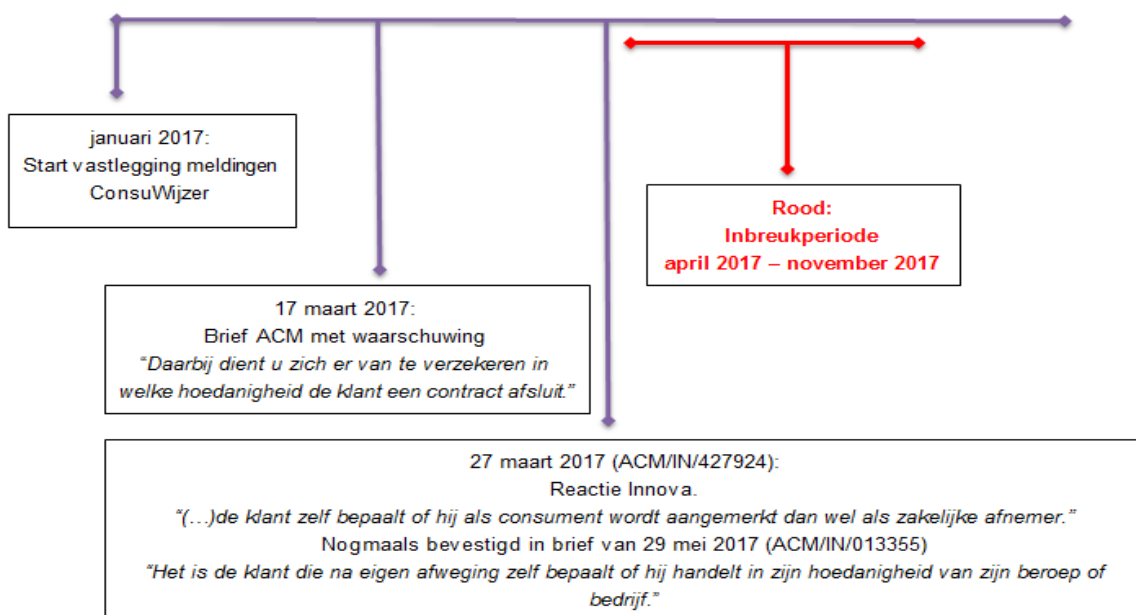 januari 2017:
Start vastlegging meldingen
ConsuWijzer
Rood:
Inbreukperiode
april 2017 – november 2017
17 maart 2017:
Brief ACM met waarschuwing
“Daarbij dient u zich er van te verzekeren in
welke hoedanigheid de klant een contract afsluit.”
27 maart 2017 (ACM/IN/427924):
Reactie Innova.
“(…)de klant zelf bepaalt of hij als consument wordt aangemerkt dan wel als zakelijke afnemer.”
Nogmaals bevestigd in brief van 29 mei 2017 (ACM/IN/013355)
“Het is de klant die na eigen afweging zelf bepaalt of hij handelt in zijn hoedanigheid van zijn beroep of
bedrijf.”